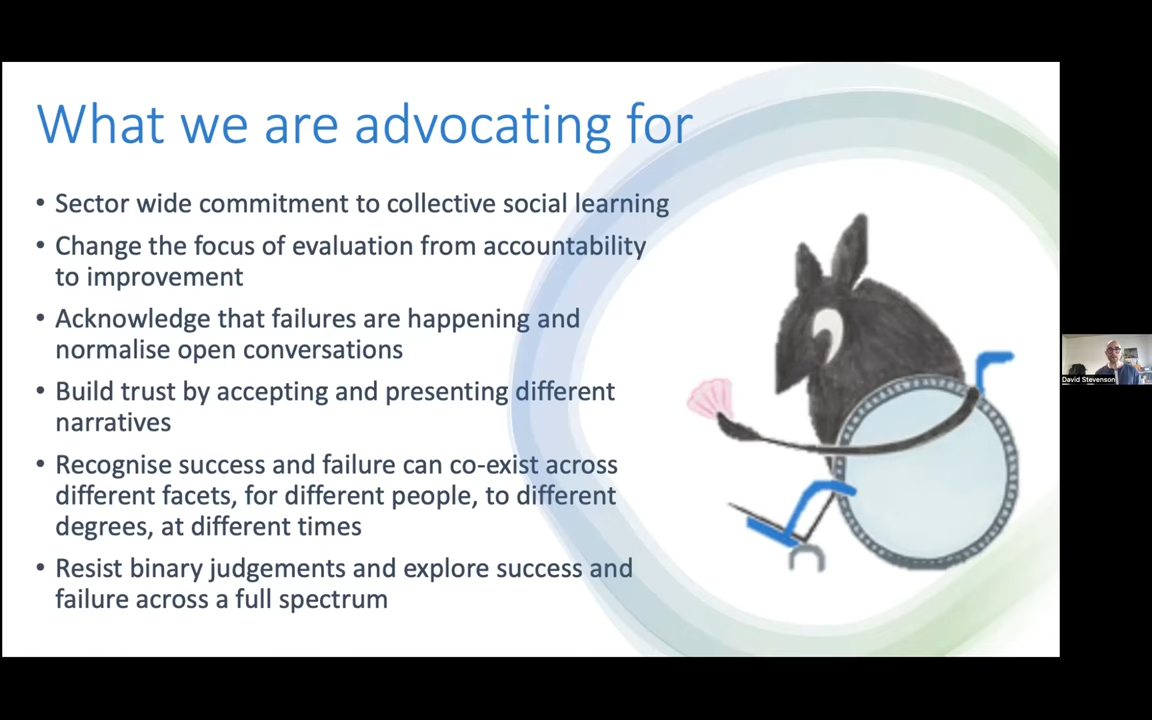 What we are advocating for
• Sector wide commitment to collective social learning
• Change the focus of evaluation from accountability
to improvement
• Acknowledge that failures are happening and
normalise open conversations
• Build trust by accepting and presenting different
narratives
• Recognise success and failure can co-exist across
different facets, for different people, to different
degrees, at different times
• Resist binary judgements and explore success and
failure across a full spectrum
David Stevenson